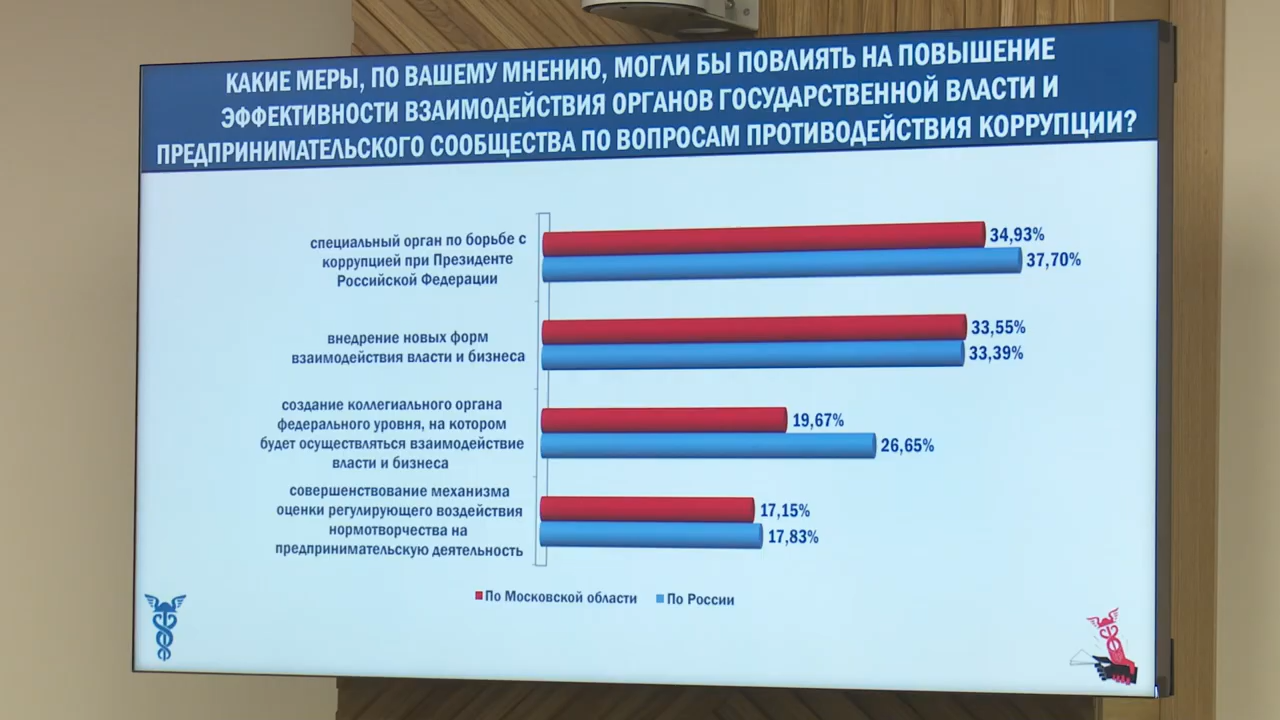 КАКИЕ МЕРЫ, ПО ВАШЕМУ МНЕНИЮ, МОГЛИ БЫ ПОВЛИЯТЬ НА ПОВЫШЕНИЕ
ЭФФЕКТИВНОСТИ ВЗАИМОДЕЙСТВИЯ ОРГАНОВ ГОСУДАРСТВЕННОЙ ВЛАСТИ И
ПРЕДПРИНИМАТЕЛЬСКОГО СООБЩЕСТВА ПО ВОПРОСАМ ПРОТИВОДЕЙСТВИЯ КОРРУПЦИИ?
специальный орган по борьбе с
коррупцией при Президенте
Российской Федерации
34,93%
37,70%
внедрение новых форм
взаимодействия власти и бизнеса
33,55%
33,39%
создание коллегиального органа
федерального уровня, на котором
будет осуществляться взаимодействие
власти и бизнеса
19,67%
26,65%
совершенствование механизма
оценки регулирующего воздействия
нормотворчества на
предпринимательскую деятельность
17,15%
17,83%
По Московской области
По России